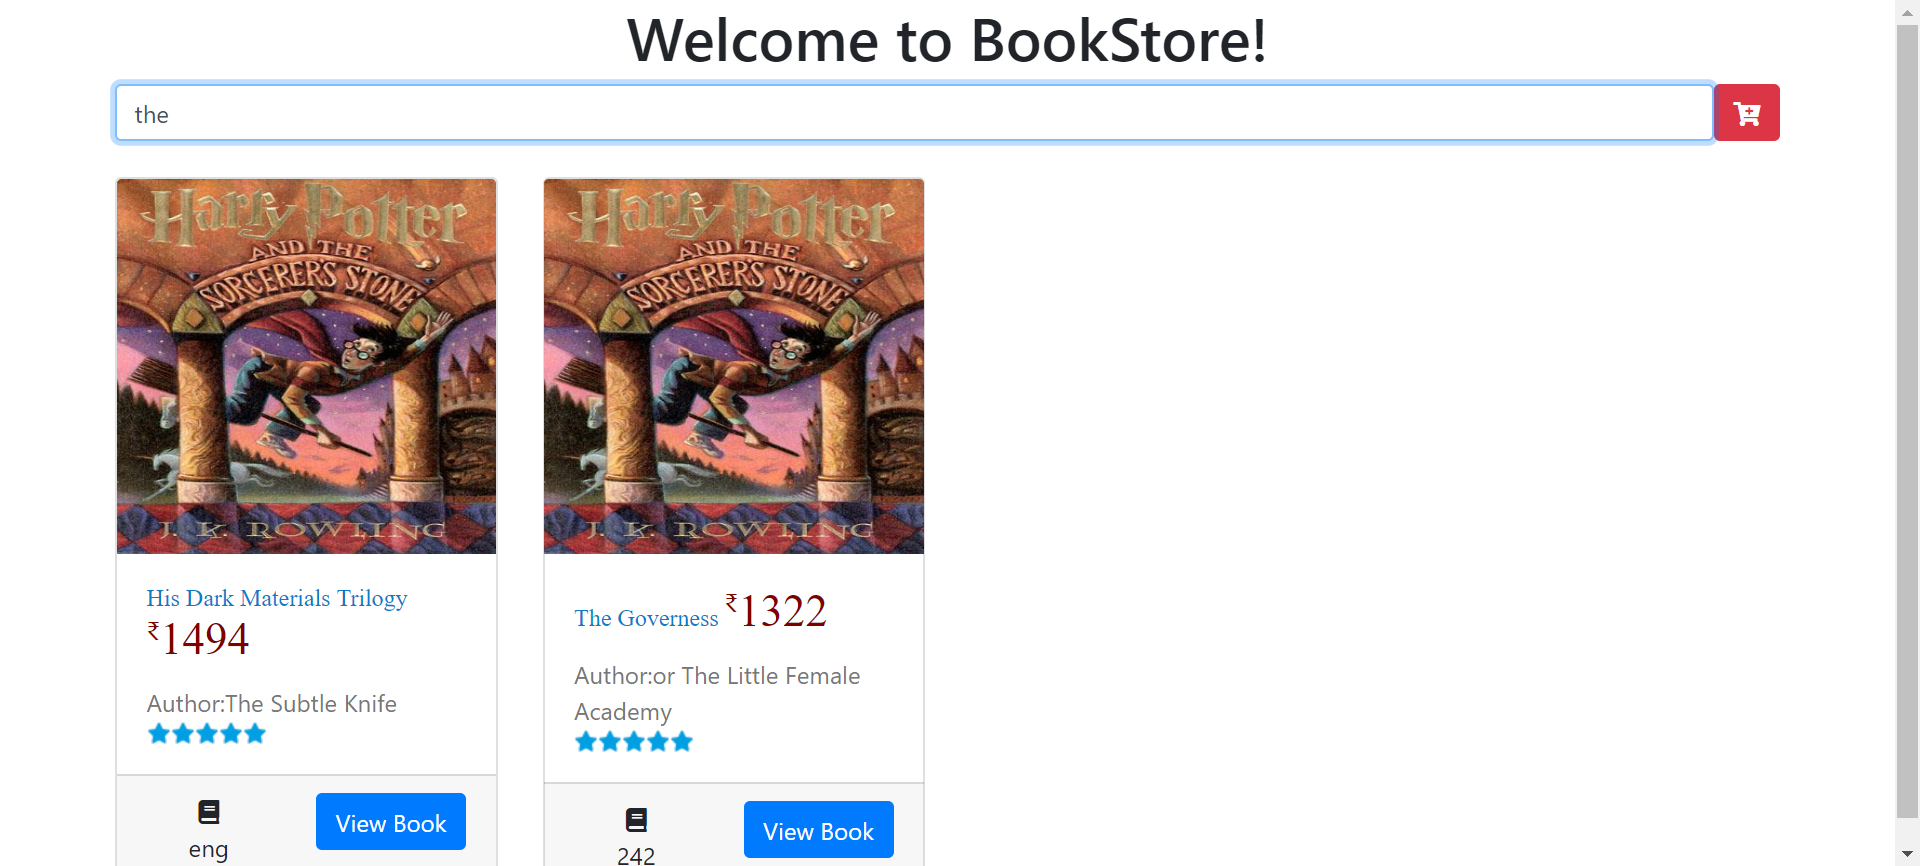 Welcome to BookStore!
the
Harry Potter
AND THE
SORCERER'S STONE
J. K. ROWLING
His Dark Materials Trilogy
₹1494
Author:The Subtle Knife
eng
View Book
Harry Potter
AND THE
SORCERER'S STONE
J. K. ROWLING
The Governess ₹1322
Author:or The Little Female
Academy
242
View Book